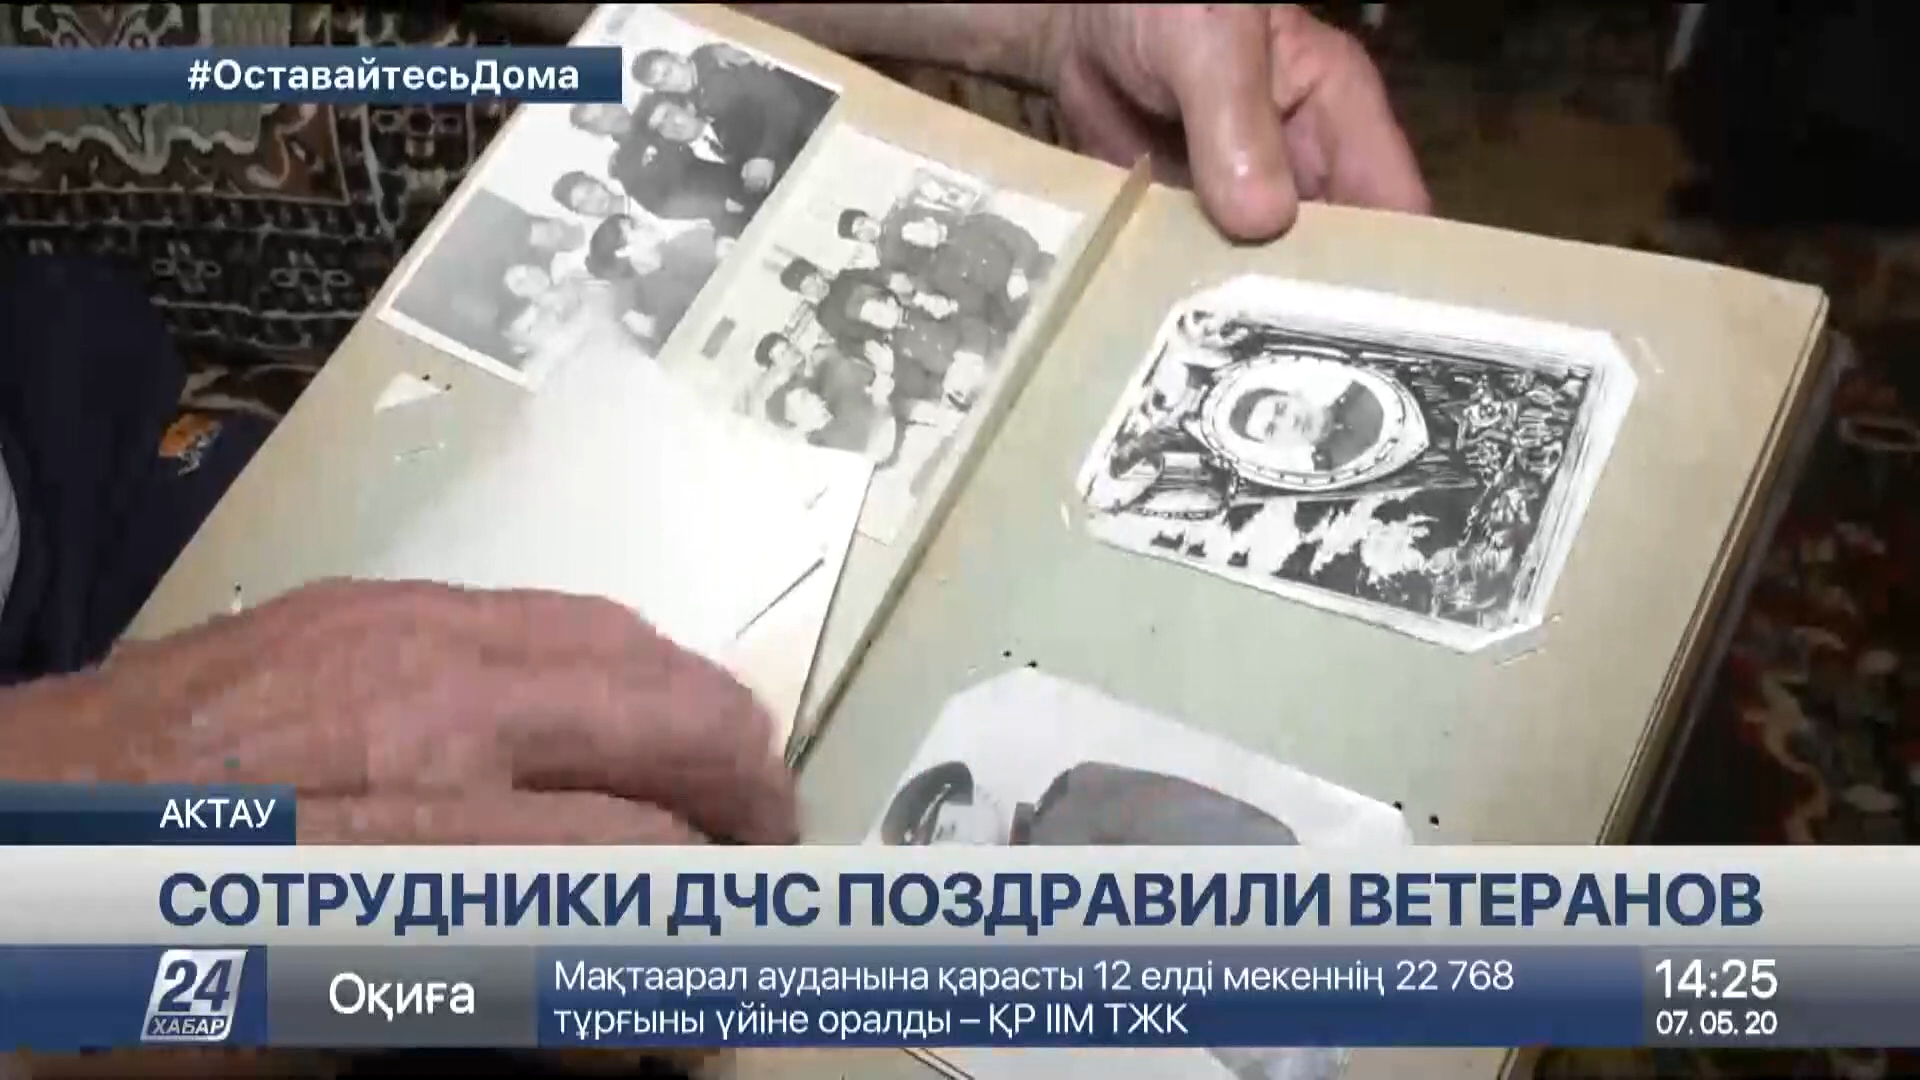 #ОставайтесьДома
АКТАУ
СОТРУДНИКИ ДЧС ПОЗДРАВИЛИ ВЕТЕРАНОВ
24
ХАБАР
Оқиға
Мақтаарал ауданына қарасты 12 елді мекеннің 22 768
тұрғыны үйіне оралды – ҚР ІІМ ТЖК
14:25
07. 05. 20